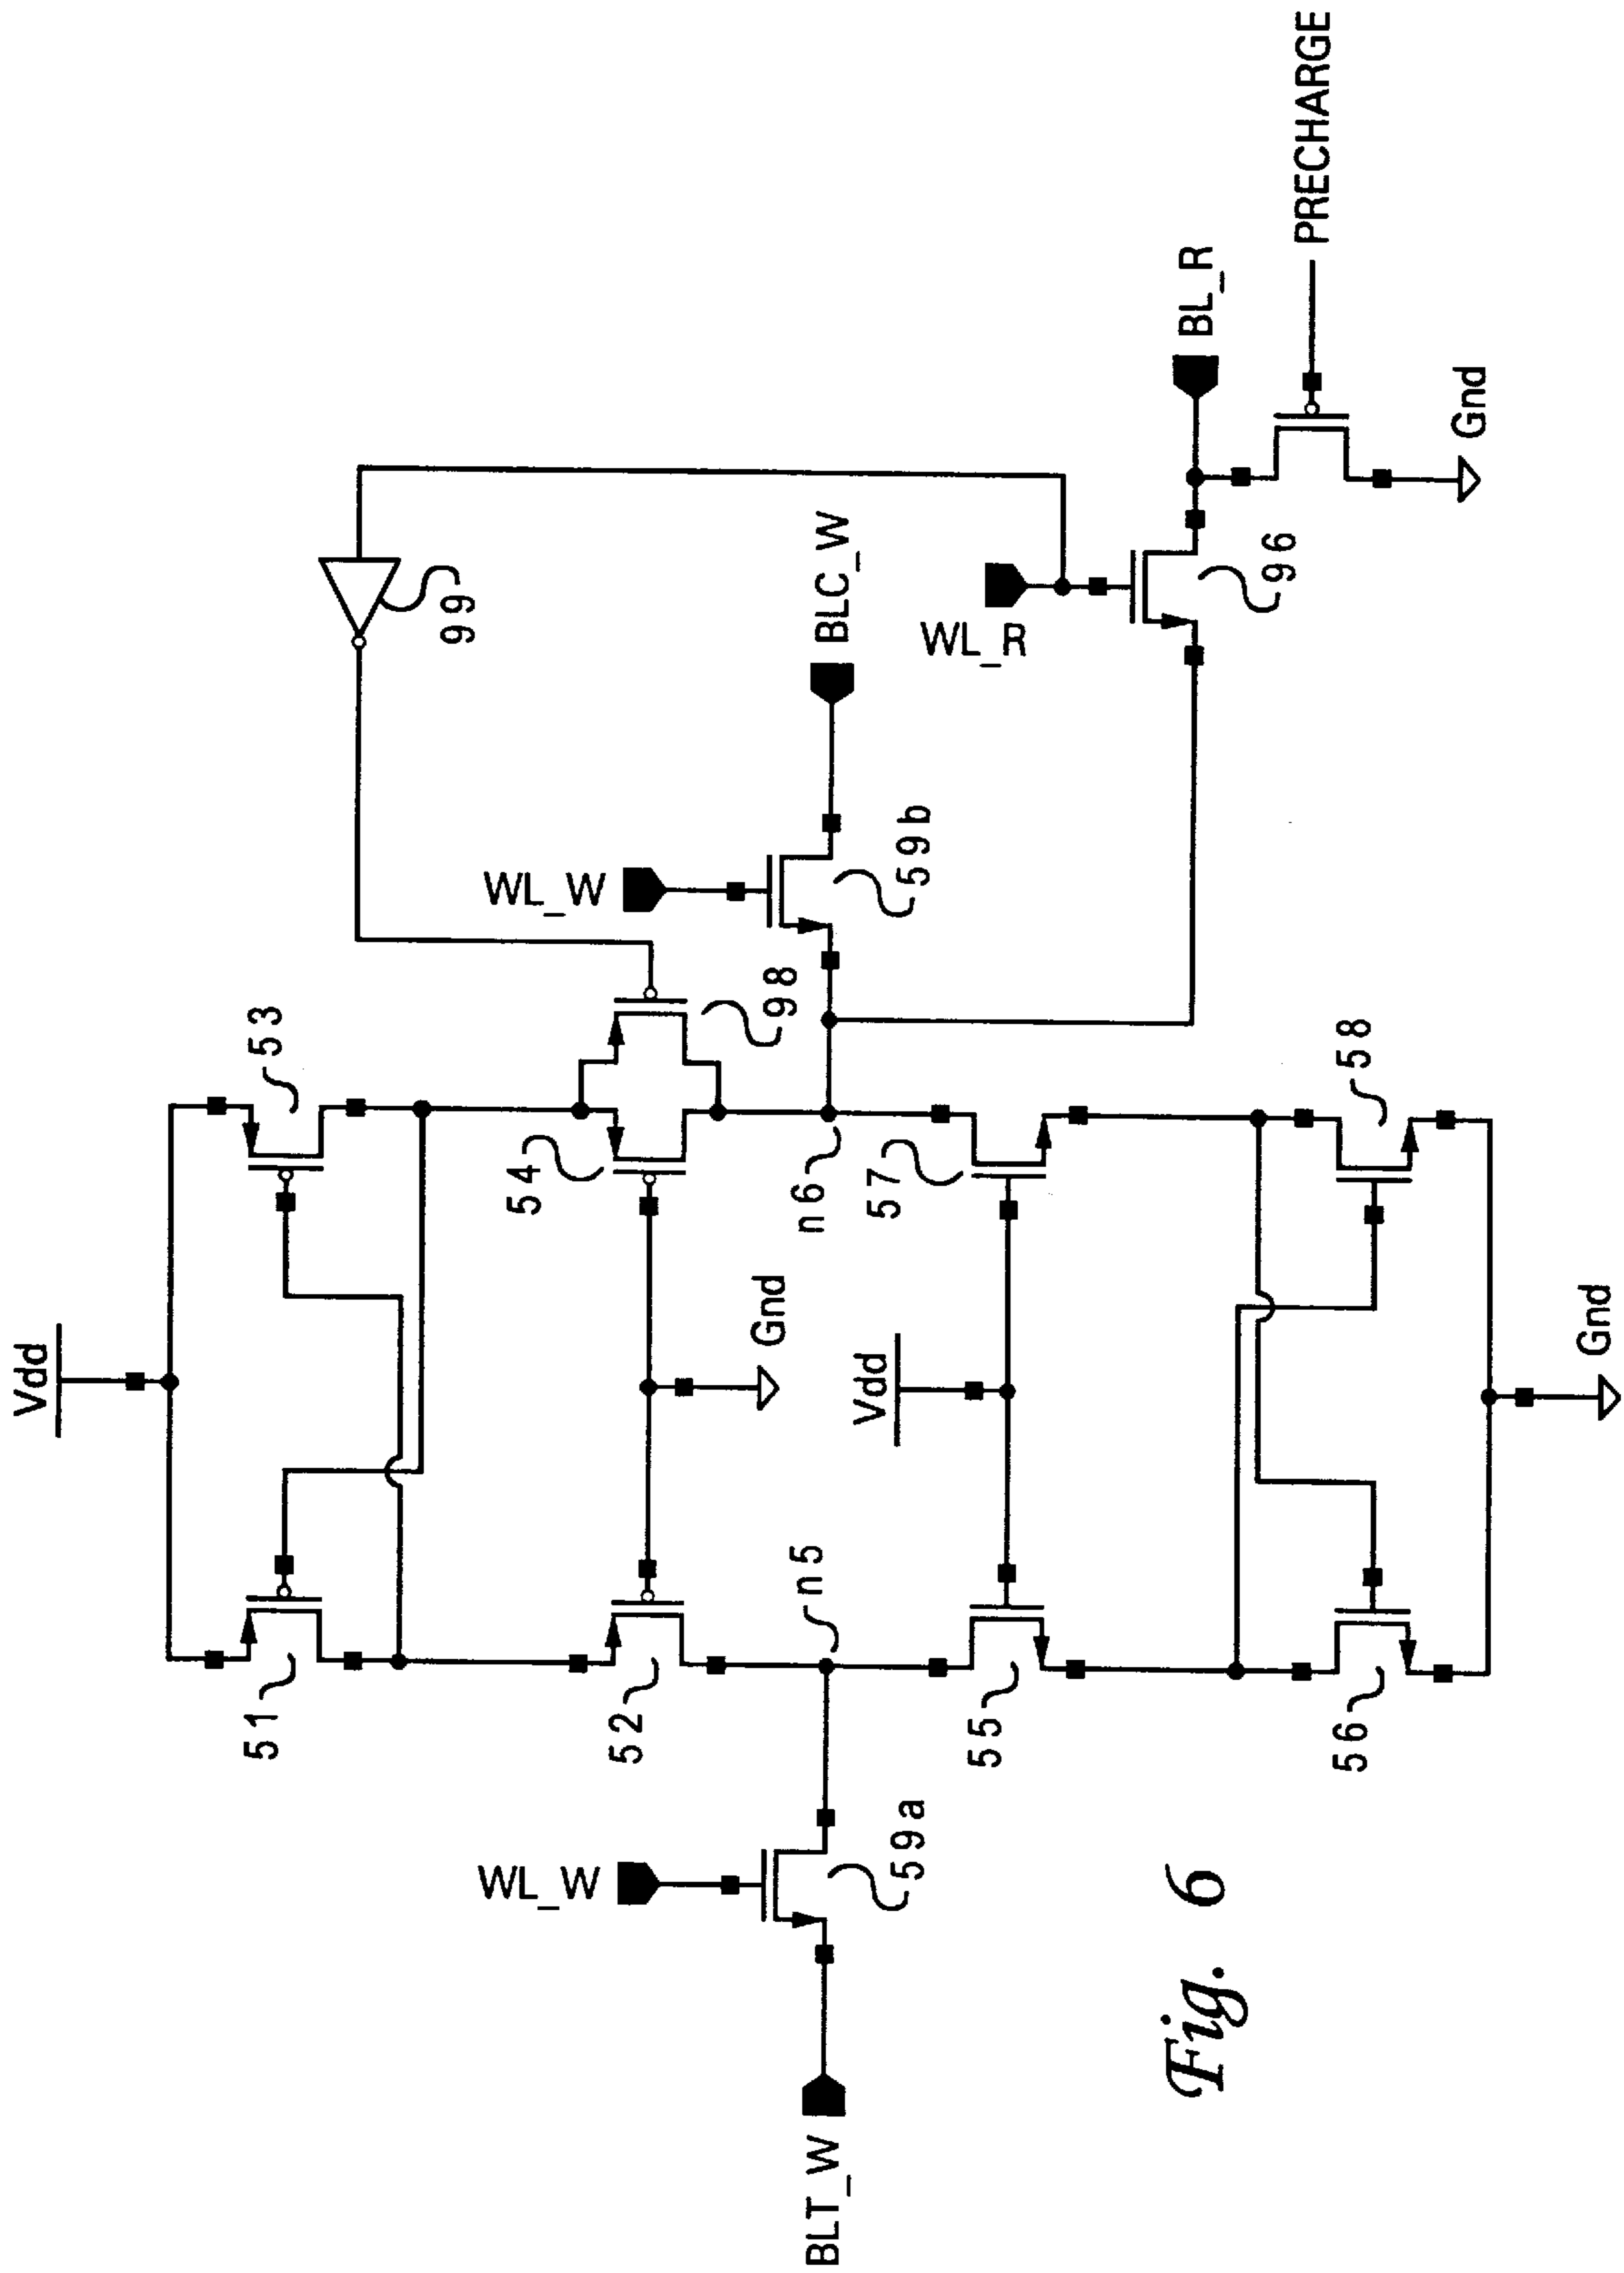 Vdd
51
53
52
Gnd
54
98
99
WL_W
BLT_W
59a
n5
n6
WL_W
59b
BLC_W
Vdd
55
57
WL_R
96
BL_R
PRECHARGE
Gnd
56
58
Gnd
Fig. 6